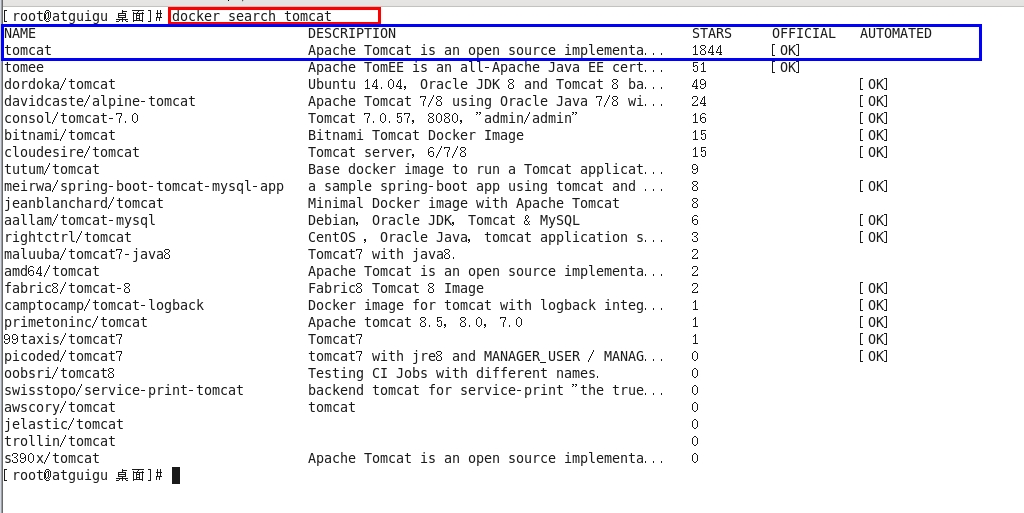 [root@atguigu 桌面]# docker search tomcat
NAME DESCRIPTION STARS OFFICIAL AUTOMATED
tomcat Apache Tomcat is an open source implementa... 1844 [OK]
tomee Apache TomEE is an all-Apache Java EE cert... 51 [OK]
dordoka/tomcat Ubuntu 14.04, Oracle JDK 8 and Tomcat 8 ba... 49 [OK]
davidcaste/alpine-tomcat Apache Tomcat 7/8 using Oracle Java 7/8 wi... 24 [OK]
consol/tomcat-7.0 Tomcat 7.0.57, 8080, "admin/admin" 16 [OK]
bitnami/tomcat Bitnami Tomcat Docker Image 15 [OK]
cloudesire/tomcat Tomcat server, 6/7/8 15 [OK]
tutum/tomcat Base docker image to run a Tomcat applicat... 9
meirwa/spring-boot-tomcat-mysql-app a sample spring-boot app using tomcat and ... 8 [OK]
jeanblanchard/tomcat Minimal Docker image with Apache Tomcat 8
aallam/tomcat-mysql Debian, Oracle JDK, Tomcat & MySQL 6 [OK]
rightctrl/tomcat CentOS , Oracle Java, tomcat application s... 3 [OK]
maluuba/tomcat7-java8 Tomcat7 with java8. 2
amd64/tomcat Apache Tomcat is an open source implementa... 2
fabric8/tomcat-8 Fabric8 Tomcat 8 Image 2 [OK]
camptocamp/tomcat-logback Docker image for tomcat with logback integ... 1 [OK]
primetoninc/tomcat Apache tomcat 8.5, 8.0, 7.0 1 [OK]
99taxis/tomcat7 Tomcat7 1 [OK]
picoded/tomcat7 tomcat7 with jre8 and MANAGER_USER / MANAG... 0 [OK]
oobsri/tomcat8 Testing CI Jobs with different names. 0
swisstopo/service-print-tomcat backend tomcat for service-print "the true... 0
awscory/tomcat tomcat 0
jelastic/tomcat 0
trollin/tomcat 0
s390x/tomcat Apache Tomcat is an open source implementa... 0
[root@atguigu 桌面]#